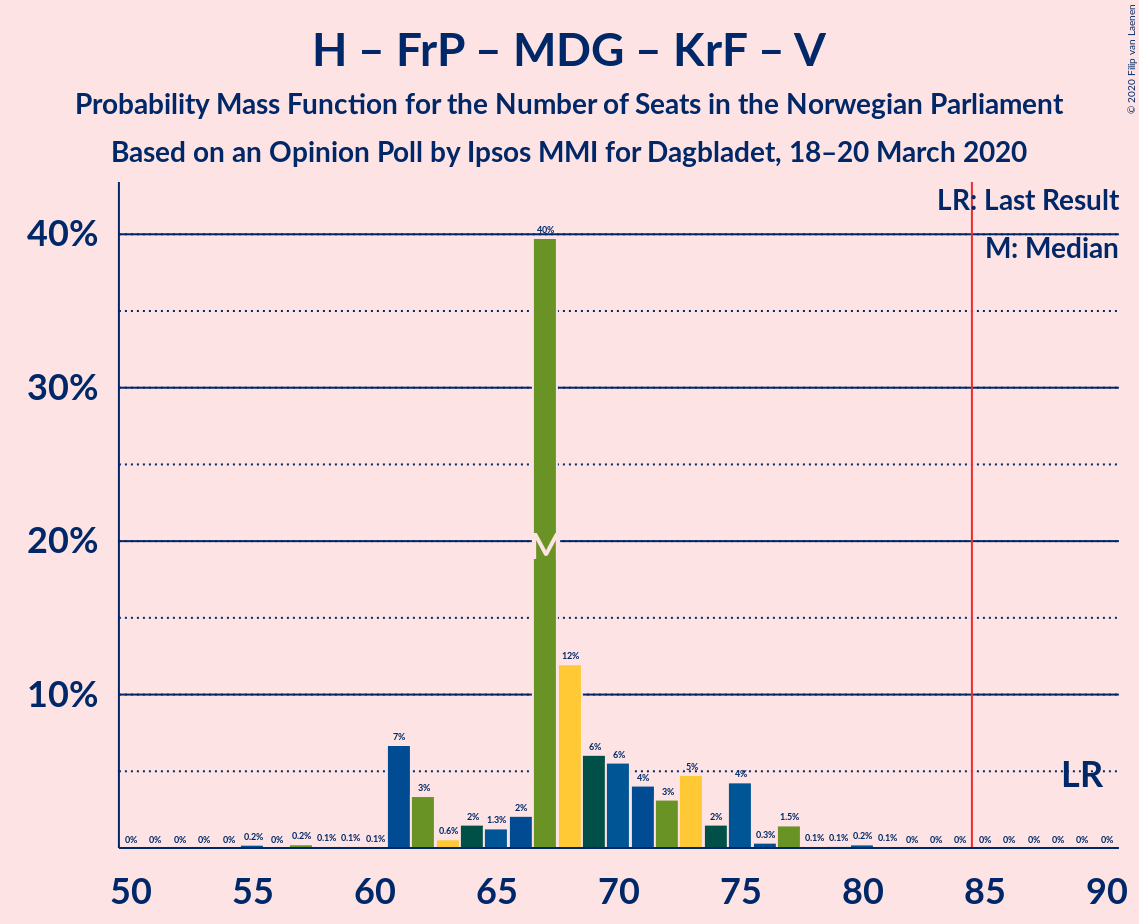 H – FrP – MDG – KrF – V
Probability Mass Function for the Number of Seats in the Norwegian Parliament
Based on an Opinion Poll by Ipsos MMI for Dagbladet, 18–20 March 2020
© 2020 Filip van Laenen
LR: Last Result
M: Median
40%
30%
20%
10%
0% 0% 0% 0% 0% 0.2% 0% 0.2% 0.1% 0.1% 0.1% 7% 3% 0.6% 2% 1.3% 2% 40% 12% 6% 6% 4% 3% 5% 2% 4% 0.3% 1.5% 0.1% 0.1% 0.2% 0.1% 0% 0% 0% 0% 0% 0% 0% 0% 0%
M
LR
50 55 60 65 70 75 80 85 90